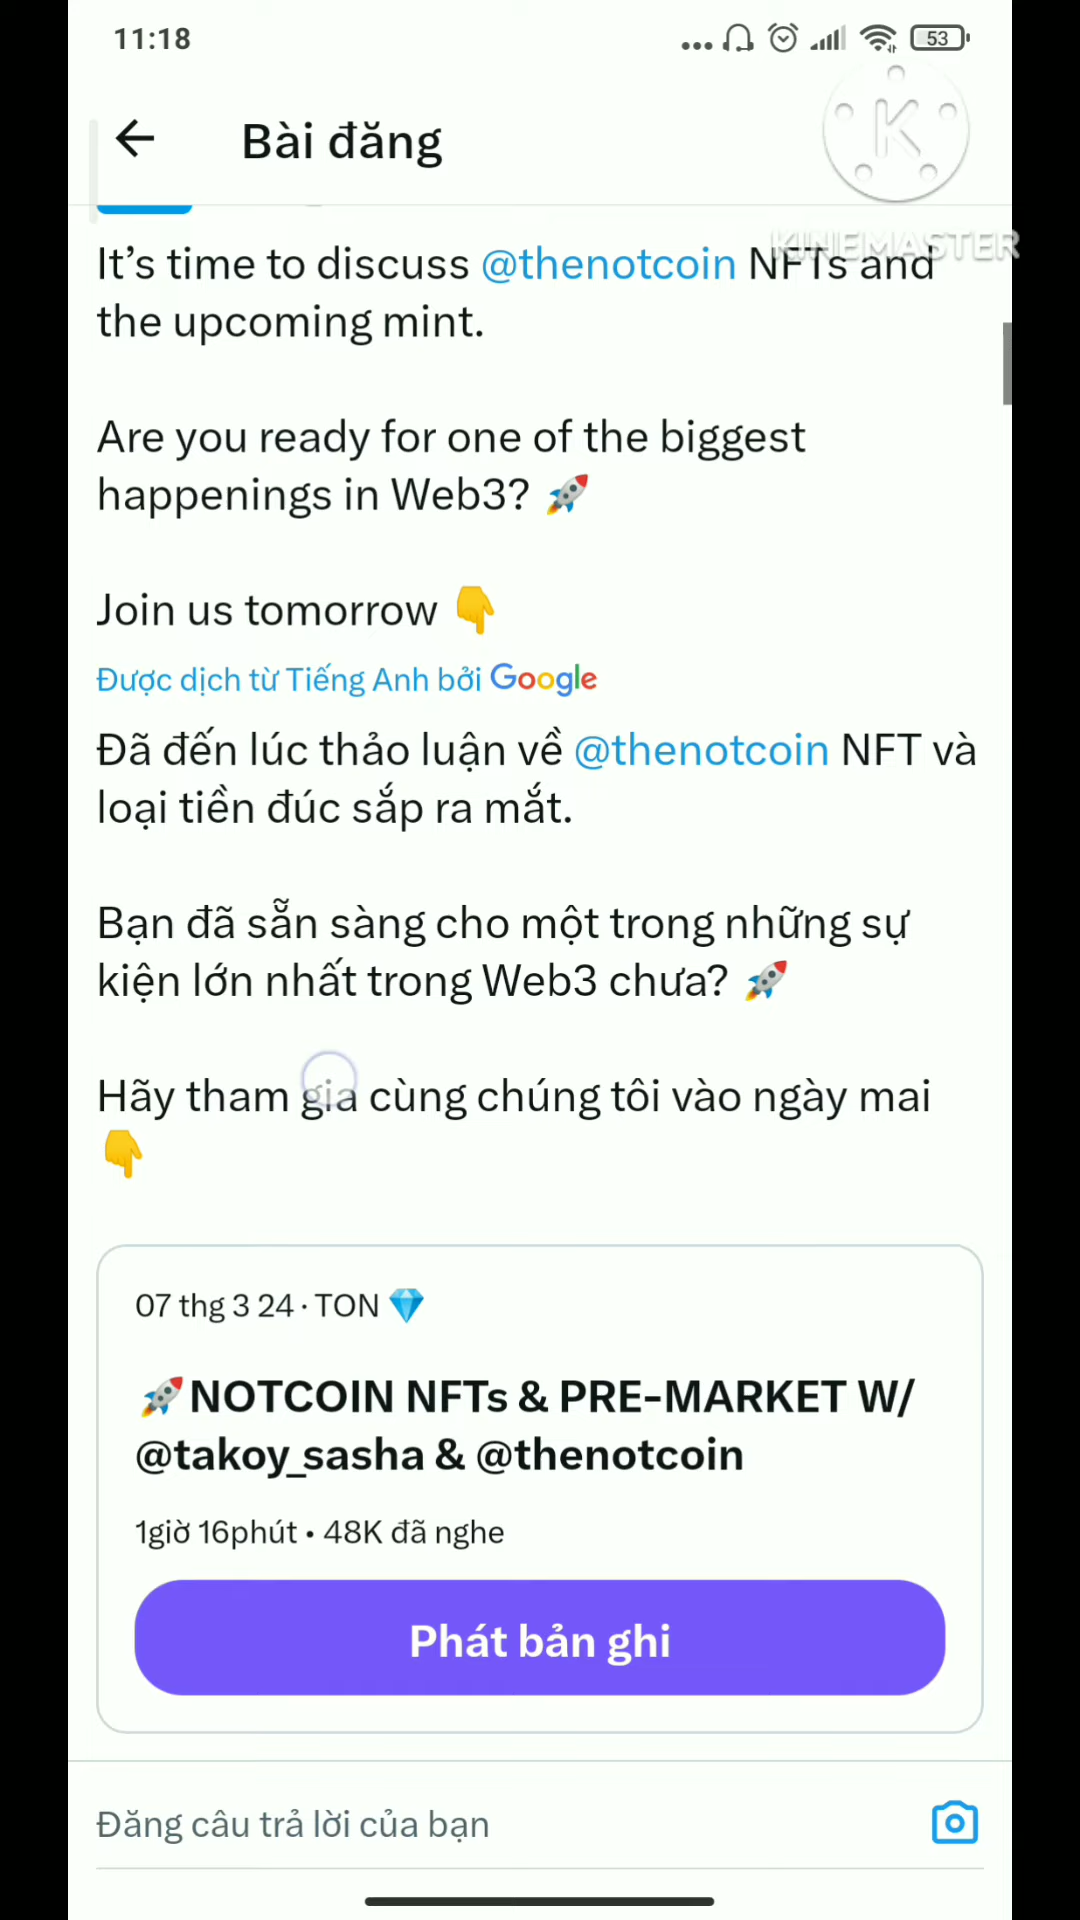 11:18
53
Bài đăng
K
KINEMASTER
It’s time to discuss @thenotcoin NFTs and
the upcoming mint.
Are you ready for one of the biggest
happenings in Web3? 🚀
Join us tomorrow 👇
Được dịch từ Tiếng Anh bởi Google
Đã đến lúc thảo luận về @thenotcoin NFT và
loại tiền đúc sắp ra mắt.
Bạn đã sẵn sàng cho một trong những sự
kiện lớn nhất trong Web3 chưa? 🚀
Hãy tham gia cùng chúng tôi vào ngày mai
👇
07 thg 3 24 · TON 💎
🚀NOTCOIN NFTs & PRE-MARKET W/
@takoy_sasha & @thenotcoin
1giờ 16phút • 48K đã nghe
Phát bản ghi
Đăng câu trả lời của bạn